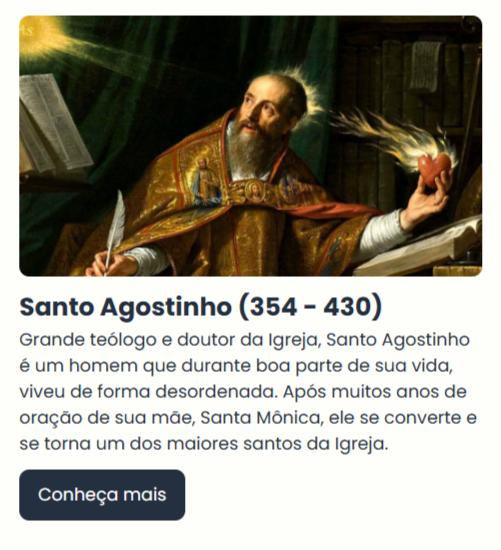 Santo Agostinho (354 - 430)
Grande teólogo e doutor da Igreja, Santo Agostinho
é um homem que durante boa parte de sua vida,
viveu de forma desordenada. Após muitos anos de
oração de sua mãe, Santa Mônica, ele se converte e
se torna um dos maiores santos da Igreja.
Conheça mais